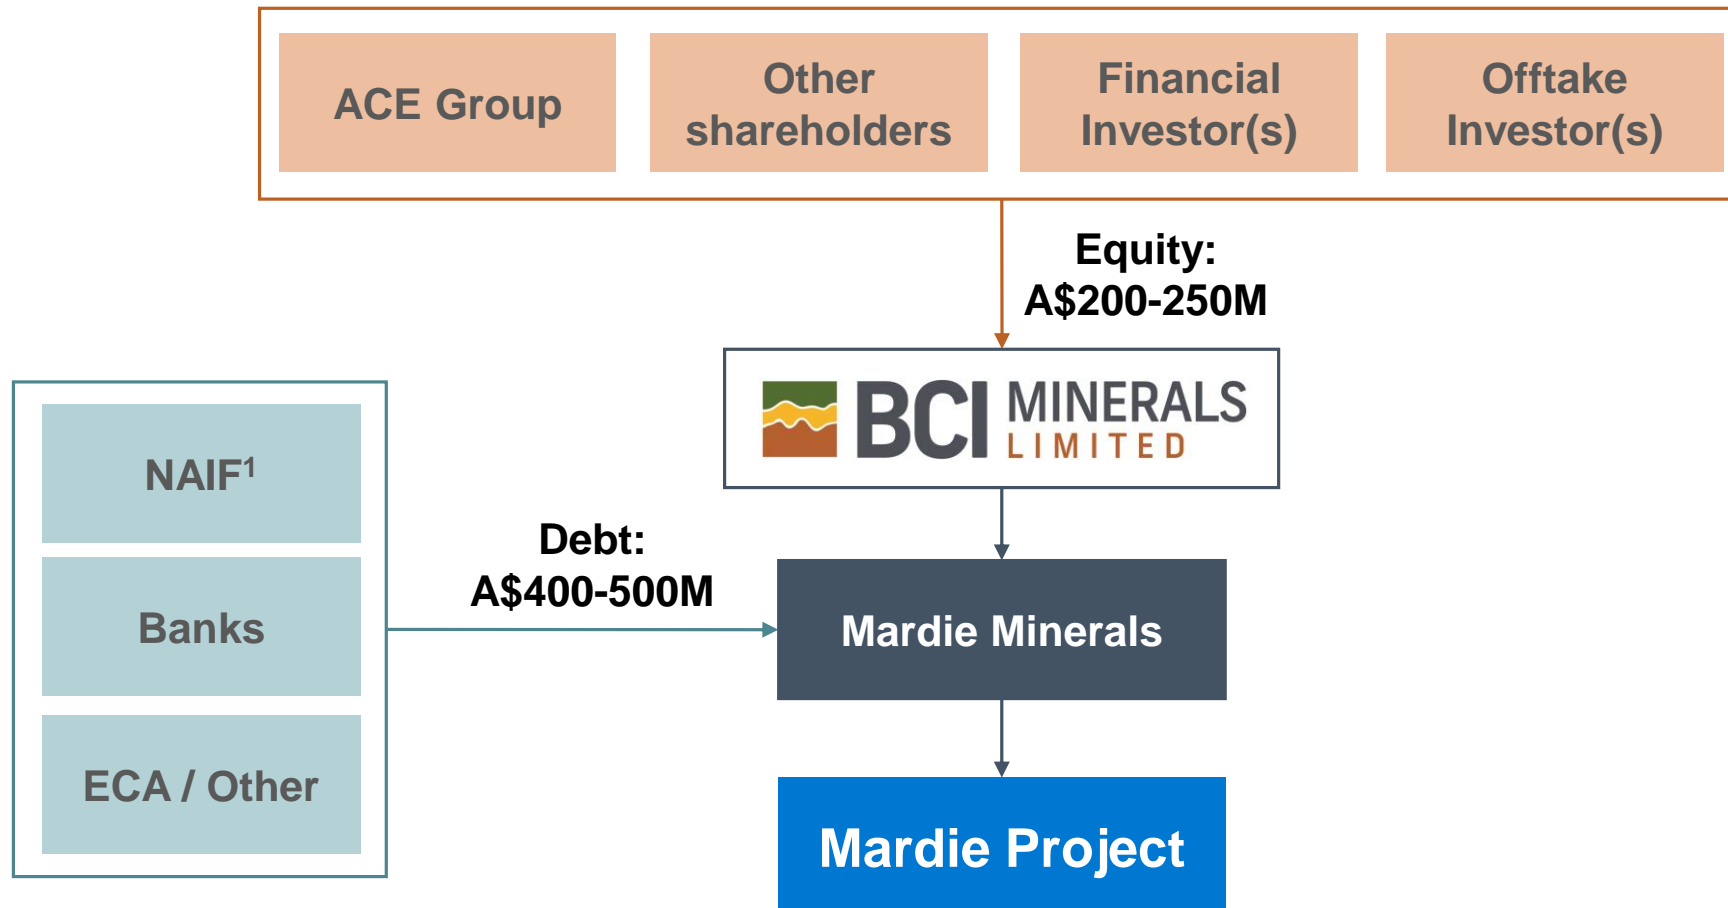 ACE Group
Other
shareholders
Financial
Investor(s)
Offtake
Investor(s)
Equity:
A$200-250M
BCI MINERALS
LIMITED
NAIF¹
Banks
ECA / Other
Debt:
A$400-500M
Mardie Minerals
Mardie Project